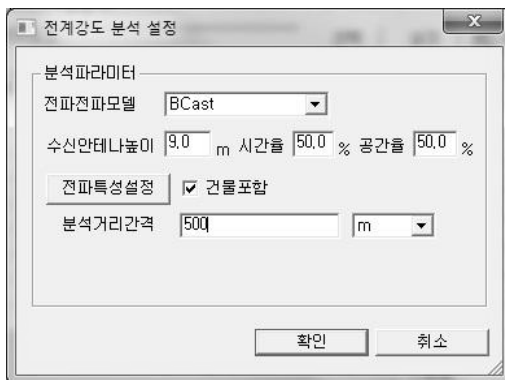 전계강도 분석 설정
분석파라미터
전파전파모델 BCast
수신안테나높이 9,0 m 시간율 50,0 % 공간율 50,0 %
전파특성설정 건물포함
분석거리간격 500 m
확인 취소